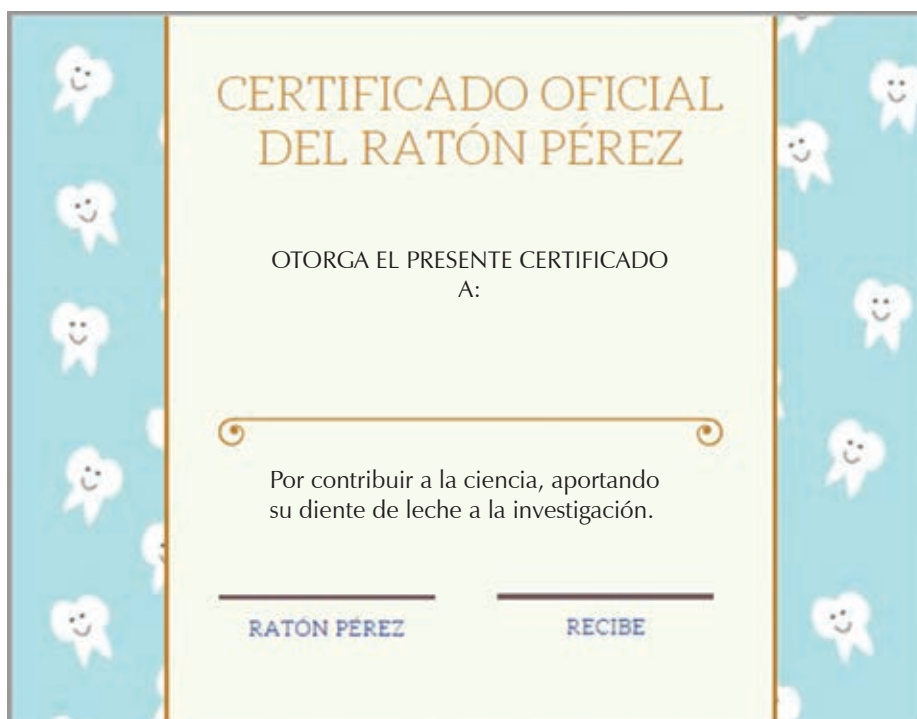 CERTIFICADO OFICIAL
DEL RATÓN PÉREZ
OTORGA EL PRESENTE CERTIFICADO
A:
Por contribuir a la ciencia, aportando
su diente de leche a la investigación.
RATÓN PÉREZ
RECIBE